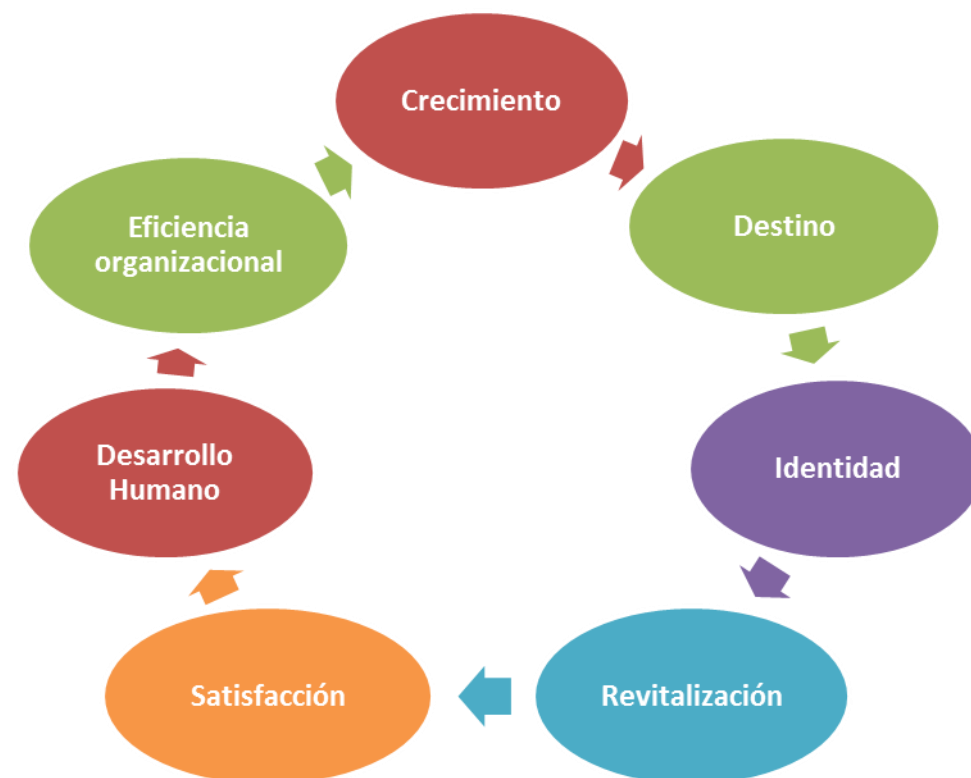 Crecimiento
Destino
Identidad
Revitalización
Satisfacción
Desarrollo
Humano
Eficiencia
organizacional